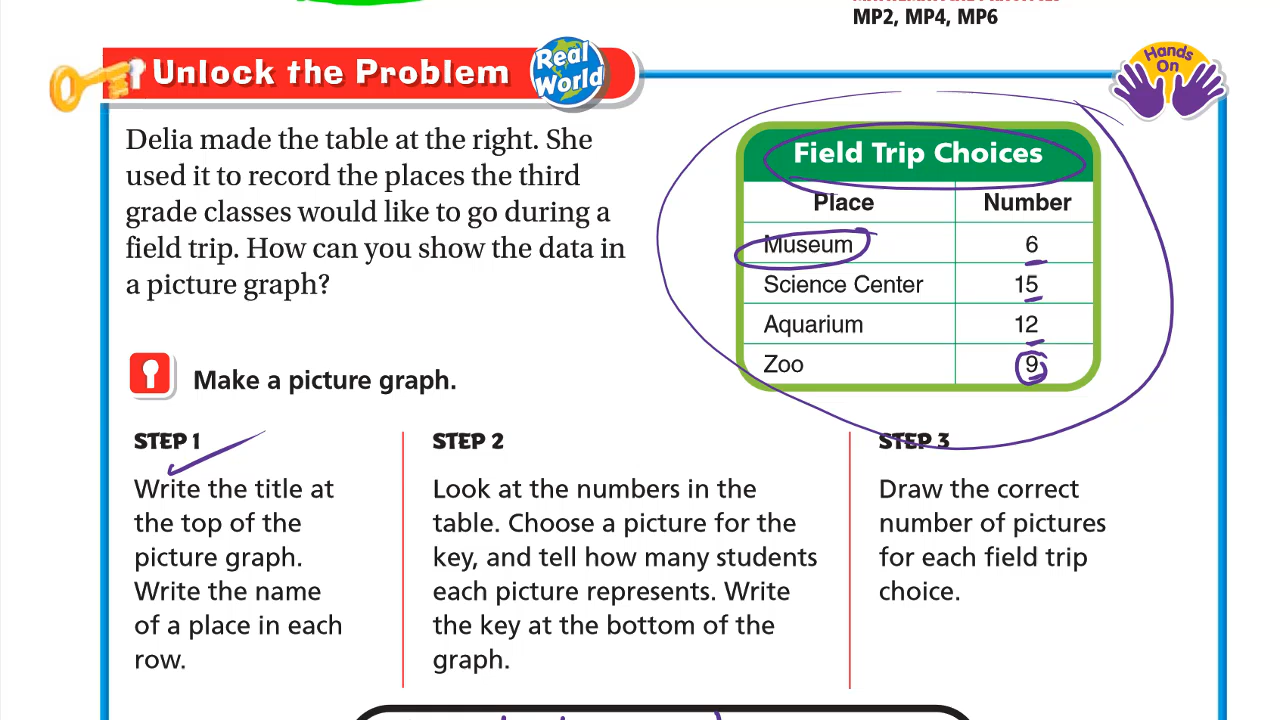 MP2, MP4, MP6
Unlock the Problem
Real
World
Hands
On
Delia made the table at the right. She
used it to record the places the third
grade classes would like to go during a
field trip. How can you show the data in
a picture graph?
Field Trip Choices
Place Number
Museum 6
Science Center 15
Aquarium 12
Zoo 9
Make a picture graph.
STEP 1
Write the title at
the top of the
picture graph.
Write the name
of a place in each
row.
STEP 2
Look at the numbers in the
table. Choose a picture for the
key, and tell how many students
each picture represents. Write
the key at the bottom of the
graph.
STEP 3
Draw the correct
number of pictures
for each field trip
choice.